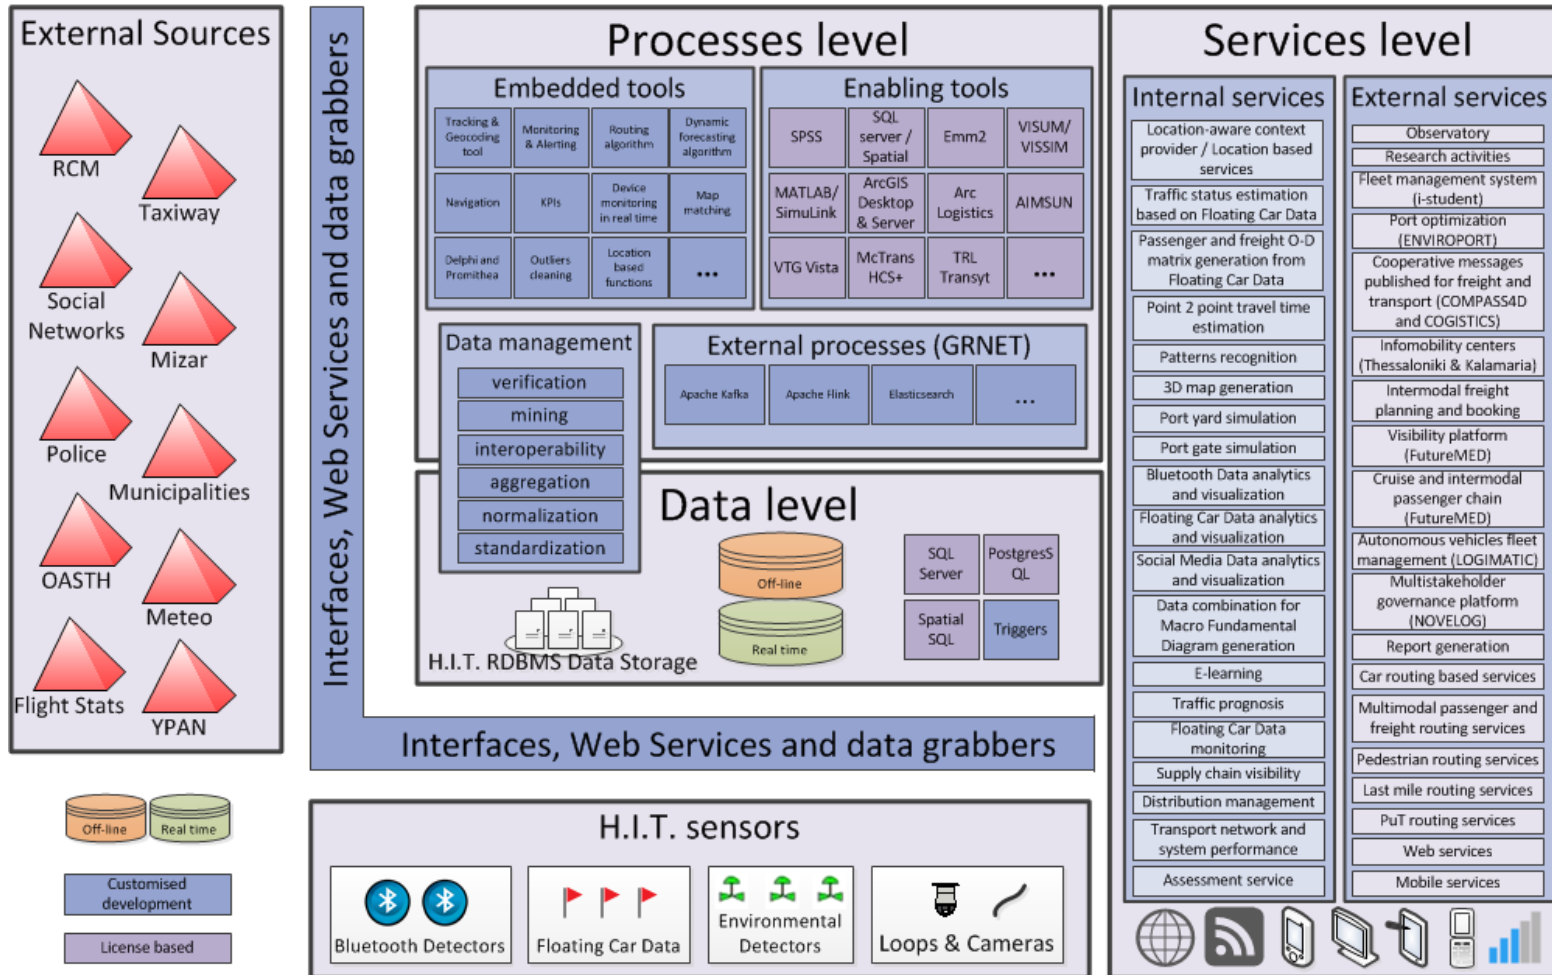 External Sources
RCM
Taxiway
Social
Networks
Mizar
Police
Municipalities
OASTH
Meteo
Flight Stats
YPAN
Off-line
Real time
Customised
development
License based
Interfaces, Web Services and data grabbers
Interfaces, Web Services and data grabbers
Processes level
Embedded tools
Tracking &
Geocoding
tool
Monitoring
& Alerting
Routing
algorithm
Dynamic
forecasting
algorithm
Navigation
KPIs
Device
monitoring
in real time
Map
matching
Delphi and
Promithea
Outliers
cleaning
Location
based
functions
...
Enabling tools
SPSS
SQL
server /
Spatial
Emm2
VISUM/
VISSIM
MATLAB/
SimuLink
ArcGIS
Desktop
& Server
Arc
Logistics
AIMSUN
VTG Vista
McTrans
HCS+
TRL
Transyt
...
Data management
verification
mining
interoperability
aggregation
normalization
standardization
External processes (GRNET)
Apache Kafka
Apache Flink
Elasticsearch
...
Data level
H.I.T. RDBMS Data Storage
Off-line
Real time
SQL
Server
PostgresS
QL
Spatial
SQL
Triggers
H.I.T. sensors
Bluetooth Detectors
Floating Car Data
Environmental
Detectors
Loops & Cameras
Services level
Internal services
Location-aware context
provider / Location based
services
Traffic status estimation
based on Floating Car Data
Passenger and freight O-D
matrix generation from
Floating Car Data
Point 2 point travel time
estimation
Patterns recognition
3D map generation
Port yard simulation
Port gate simulation
Bluetooth Data analytics
and visualization
Floating Car Data analytics
and visualization
Social Media Data analytics
and visualization
Data combination for
Macro Fundamental
Diagram generation
E-learning
Traffic prognosis
Floating Car Data
monitoring
Supply chain visibility
Distribution management
Transport network and
system performance
Assessment service
External services
Observatory
Research activities
Fleet management system
(i-student)
Port optimization
(ENVIROPORT)
Cooperative messages
published for freight and
transport (COMPASS4D
and COGISTICS)
Infomobility centers
(Thessaloniki & Kalamaria)
Intermodal freight
planning and booking
Visibility platform
(FutureMED)
Cruise and intermodal
passenger chain
(FutureMED)
Autonomous vehicles fleet
management (LOGIMATIC)
Multistakeholder
governance platform
(NOVELOG)
Report generation
Car routing based services
Multimodal passenger and
freight routing services
Pedestrian routing services
Last mile routing services
PuT routing services
Web services
Mobile services